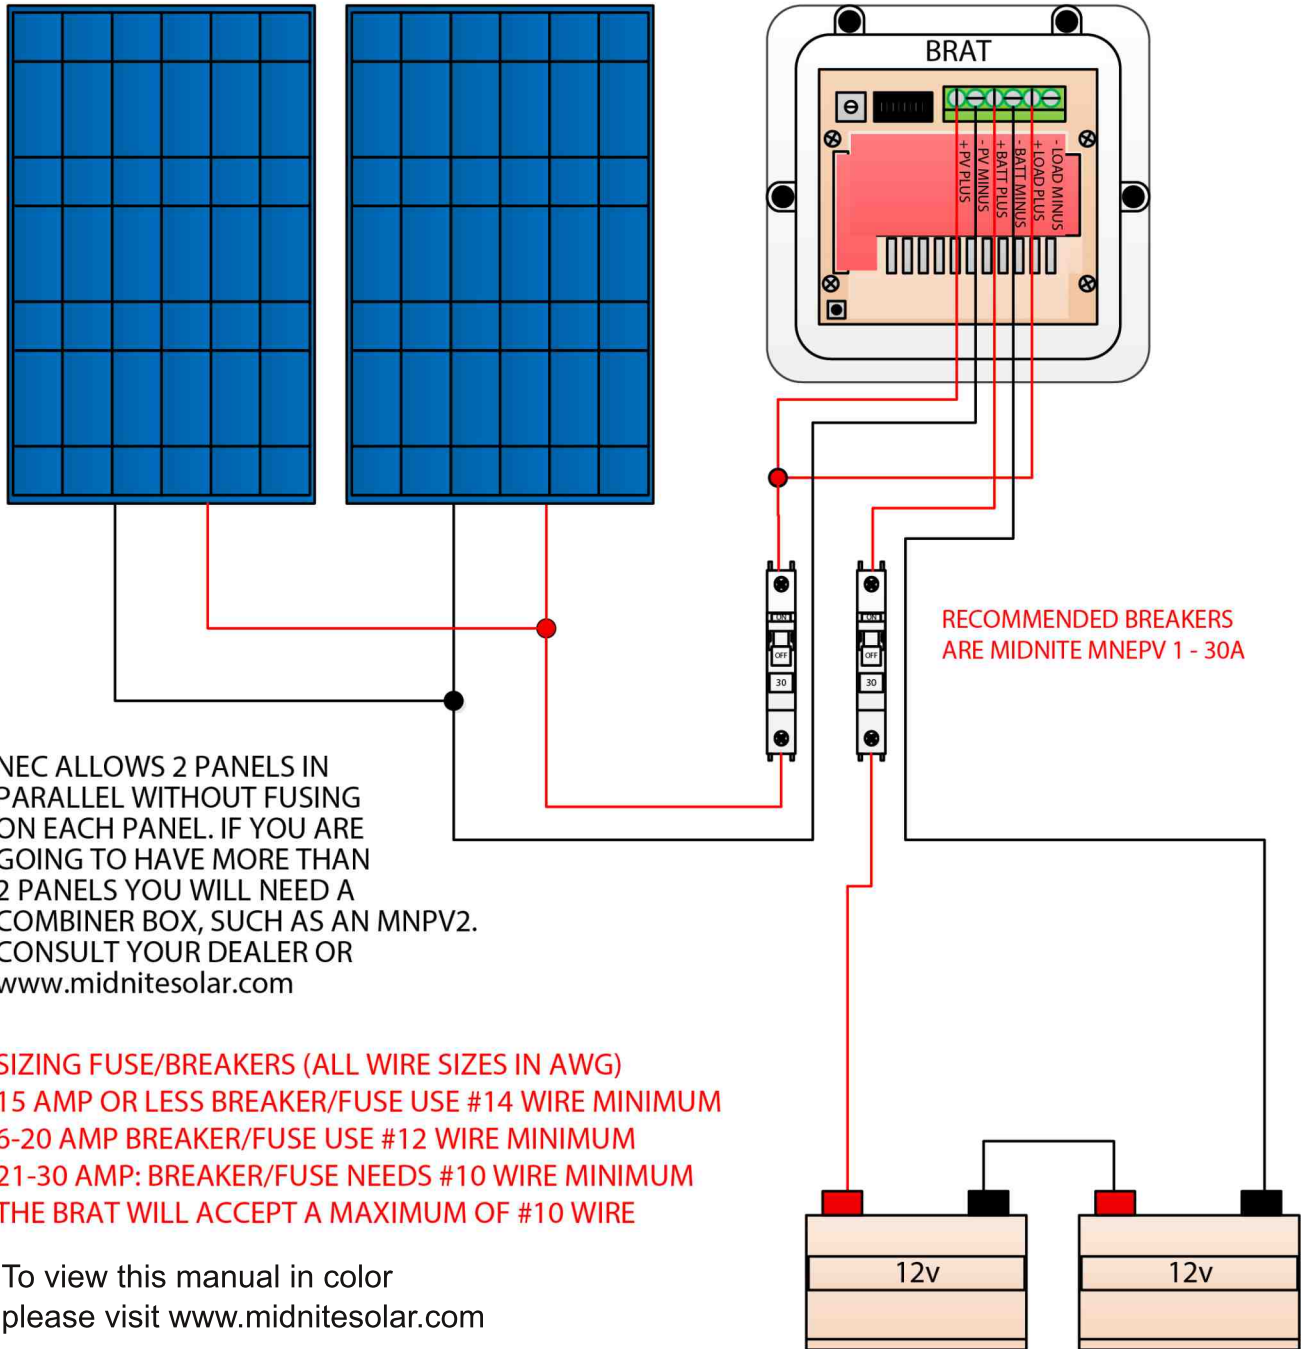 BRAT
+ PV PLUS
- PV MINUS
+ BATT PLUS
- BATT MINUS
+ LOAD PLUS
- LOAD MINUS
ON
OFF
30
ON
OFF
30
RECOMMENDED BREAKERS
ARE MIDNITE MNEPV 1 - 30A
NEC ALLOWS 2 PANELS IN
PARALLEL WITHOUT FUSING
ON EACH PANEL. IF YOU ARE
GOING TO HAVE MORE THAN
2 PANELS YOU WILL NEED A
COMBINER BOX, SUCH AS AN MNPV2.
CONSULT YOUR DEALER OR
www.midnitesolar.com
SIZING FUSE/BREAKERS (ALL WIRE SIZES IN AWG)
15 AMP OR LESS BREAKER/FUSE USE #14 WIRE MINIMUM
6-20 AMP BREAKER/FUSE USE #12 WIRE MINIMUM
21-30 AMP: BREAKER/FUSE NEEDS #10 WIRE MINIMUM
THE BRAT WILL ACCEPT A MAXIMUM OF #10 WIRE
To view this manual in color
please visit www.midnitesolar.com
12v
12v